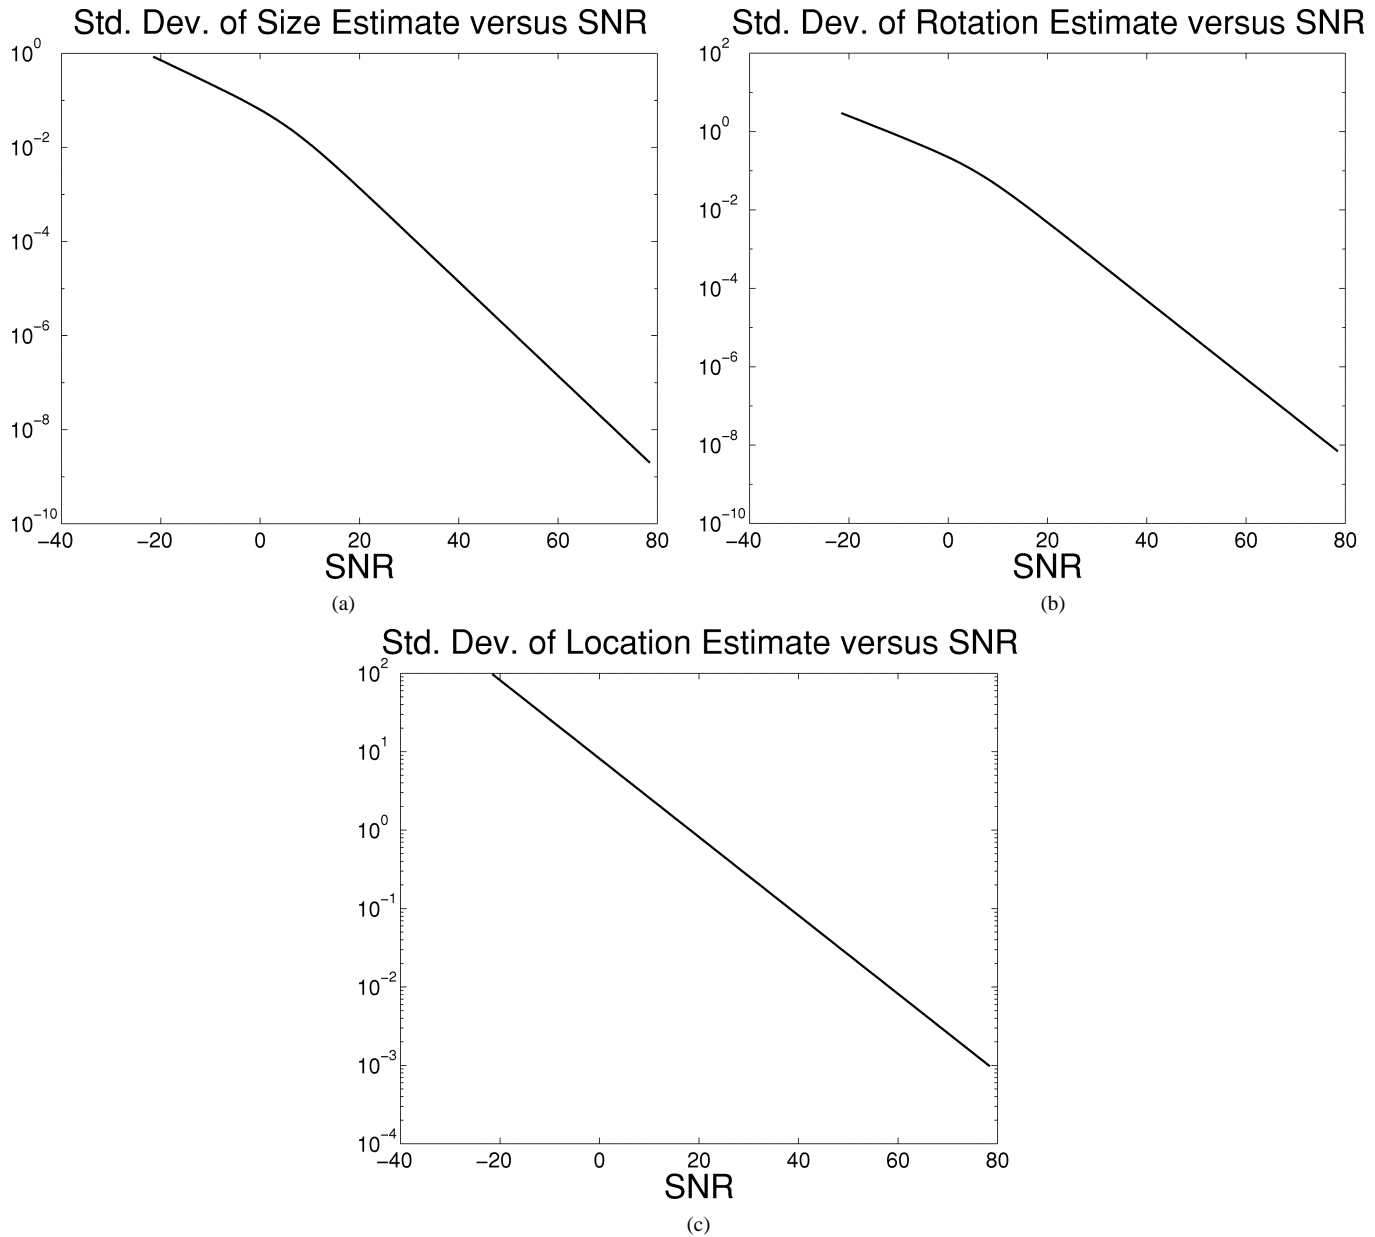 Std. Dev. of Size Estimate versus SNR
10^0
10^−2
10^−4
10^−6
10^−8
10^−10
−40 −20 0 20 40 60 80
SNR
(a)
Std. Dev. of Rotation Estimate versus SNR
10^2
10^0
10^−2
10^−4
10^−6
10^−8
10^−10
−40 −20 0 20 40 60 80
SNR
(b)
Std. Dev. of Location Estimate versus SNR
10^2
10^1
10^0
10^−1
10^−2
10^−3
10^−4
−40 −20 0 20 40 60 80
SNR
(c)